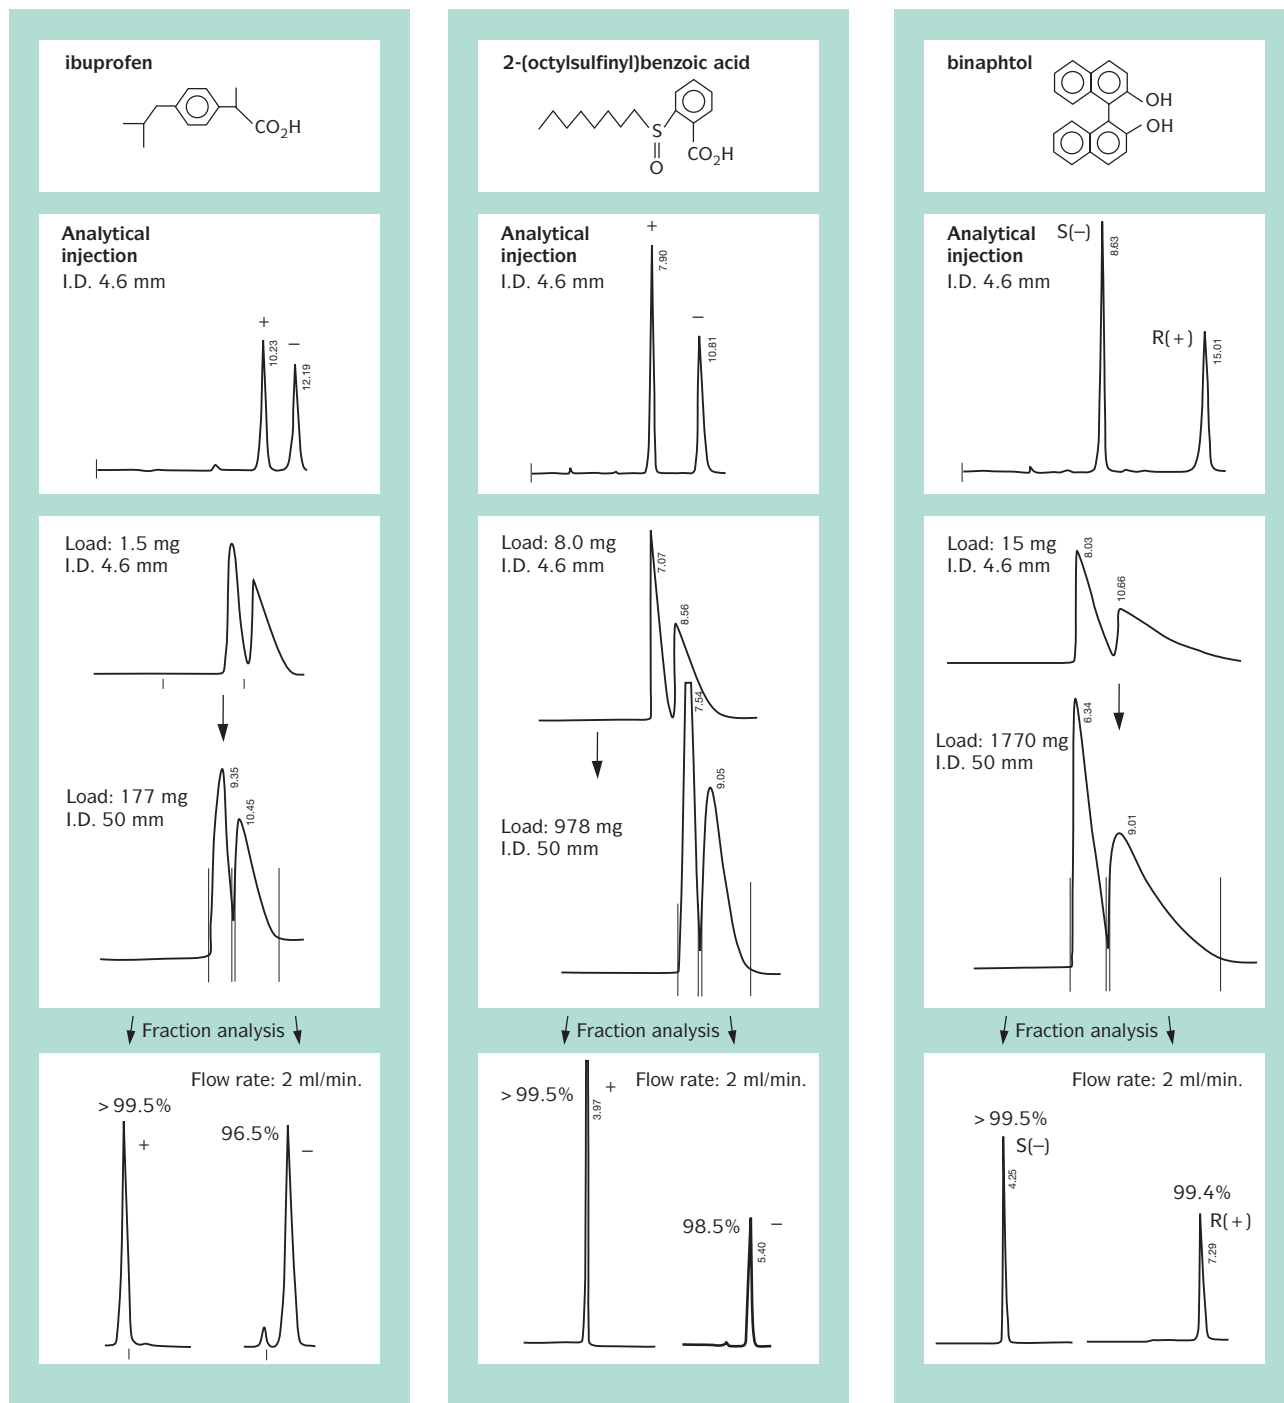 ibuprofen
CO2H
Analytical
injection
I.D. 4.6 mm
+
10.23
–
12.19
Load: 1.5 mg
I.D. 4.6 mm
Load: 177 mg
I.D. 50 mm
9.35
10.45
Fraction analysis
Flow rate: 2 ml/min.
> 99.5%
+
96.5%
–
2-(octylsulfinyl)benzoic acid
S
O
CO2H
Analytical
injection
I.D. 4.6 mm
+
7.90
–
10.81
Load: 8.0 mg
I.D. 4.6 mm
7.07
8.56
Load: 978 mg
I.D. 50 mm
7.54
9.05
Fraction analysis
Flow rate: 2 ml/min.
> 99.5%
+
3.97
98.5%
–
5.40
binaphtol
OH
OH
Analytical
injection
I.D. 4.6 mm
S(–)
8.63
R(+)
15.01
Load: 15 mg
I.D. 4.6 mm
8.03
10.66
Load: 1770 mg
I.D. 50 mm
6.34
9.01
Fraction analysis
Flow rate: 2 ml/min.
> 99.5%
S(–)
4.25
99.4%
R(+)
7.29